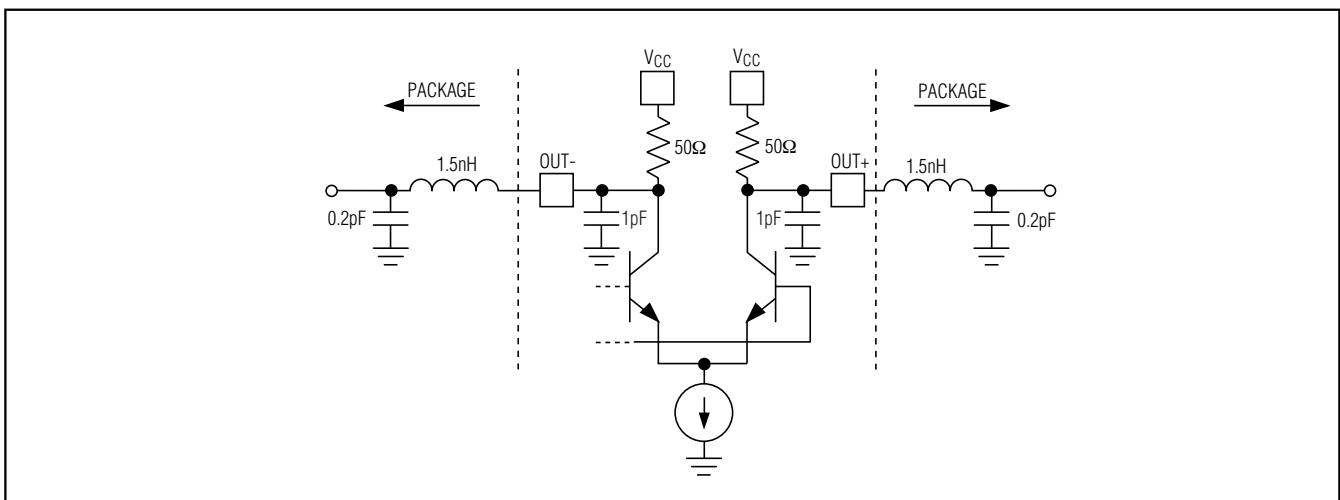 VCC VCC
PACKAGE PACKAGE
50Ω 50Ω
1.5nH OUT- OUT+ 1.5nH
0.2pF 1pF 1pF 0.2pF